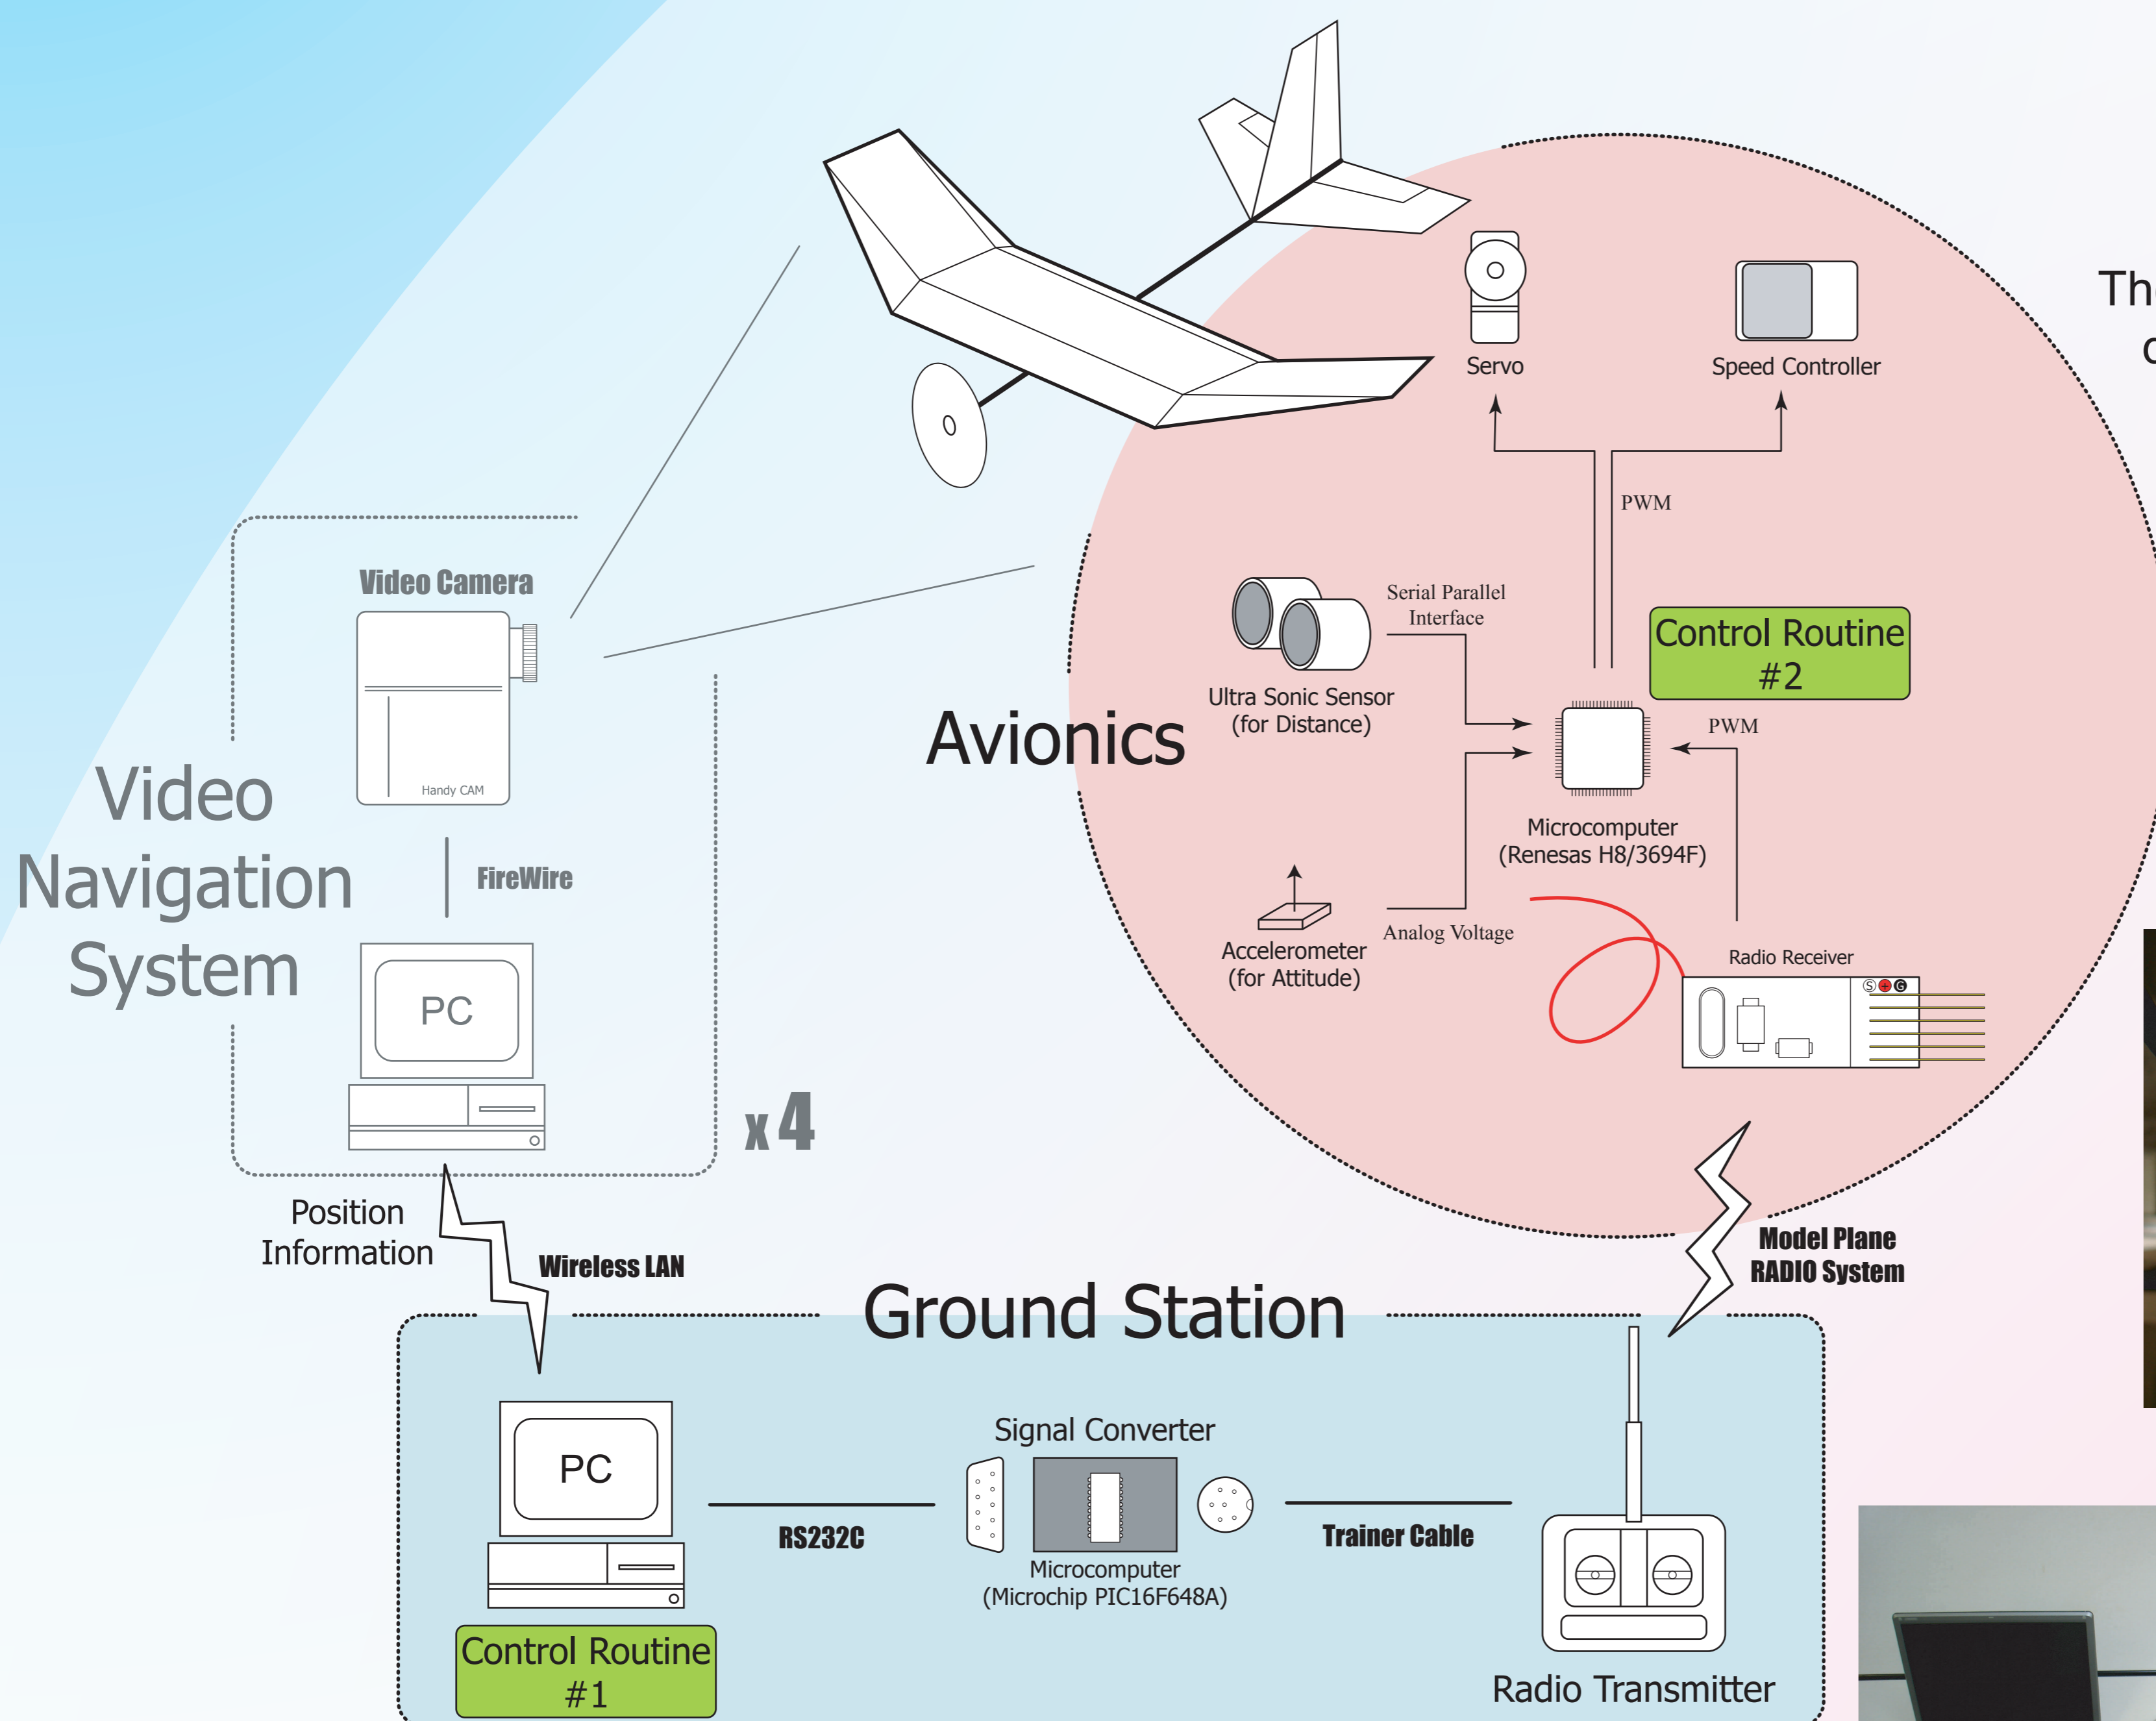 Th
Servo
Speed Controller
PWM
Video Camera
Handy CAM
FireWire
PC
Video
Navigation
System
x 4
Avionics
Serial Parallel
Interface
Ultra Sonic Sensor
(for Distance)
Control Routine
#2
PWM
Microcomputer
(Renesas H8/3694F)
Accelerometer
(for Attitude)
Analog Voltage
Radio Receiver
S + G
Position
Information
Wireless LAN
Model Plane
RADIO System
Ground Station
PC
RS232C
Signal Converter
Microcomputer
(Microchip PIC16F648A)
Trainer Cable
Control Routine
#1
Radio Transmitter